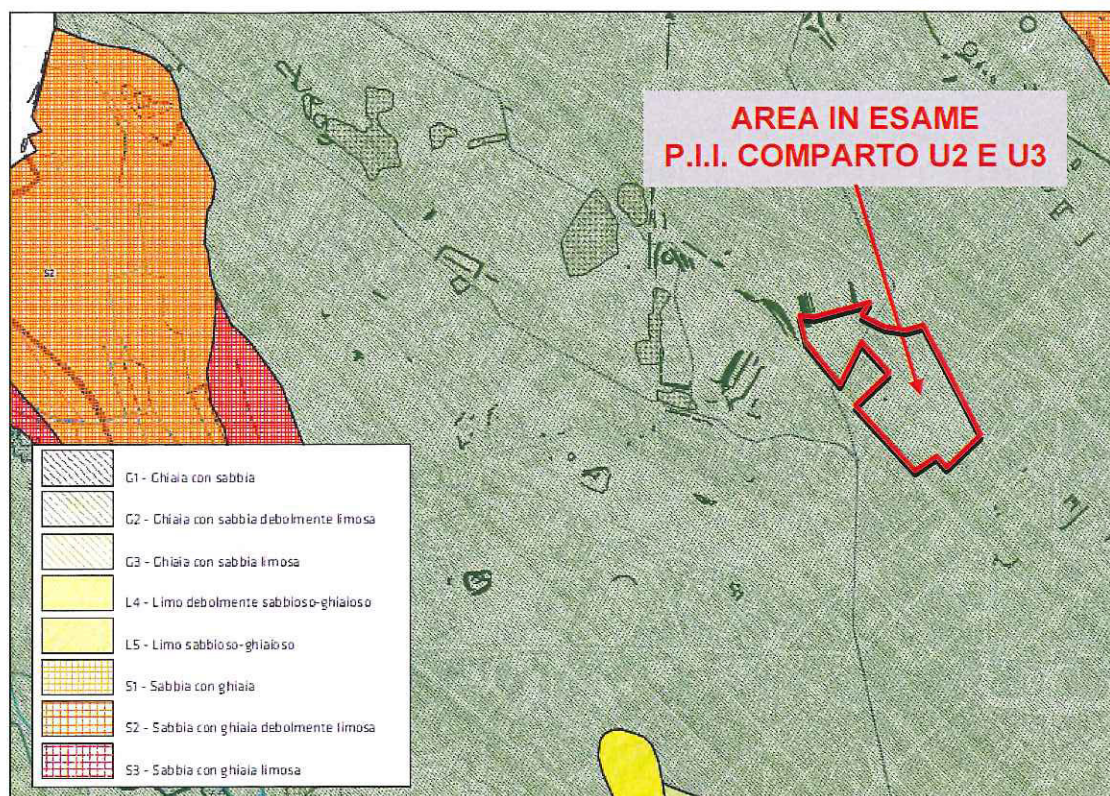 AREA IN ESAME
P.I.I. COMPARTO U2 E U3
S2
G1 - Ghiaia con sabbia
G2 - Ghiaia con sabbia debolmente limosa
G3 - Ghiaia con sabbia limosa
L4 - Limo debolmente sabbioso-ghiaioso
L5 - Limo sabbioso-ghiaioso
S1 - Sabbia con ghiaia
S2 - Sabbia con ghiaia debolmente limosa
S3 - Sabbia con ghiaia limosa